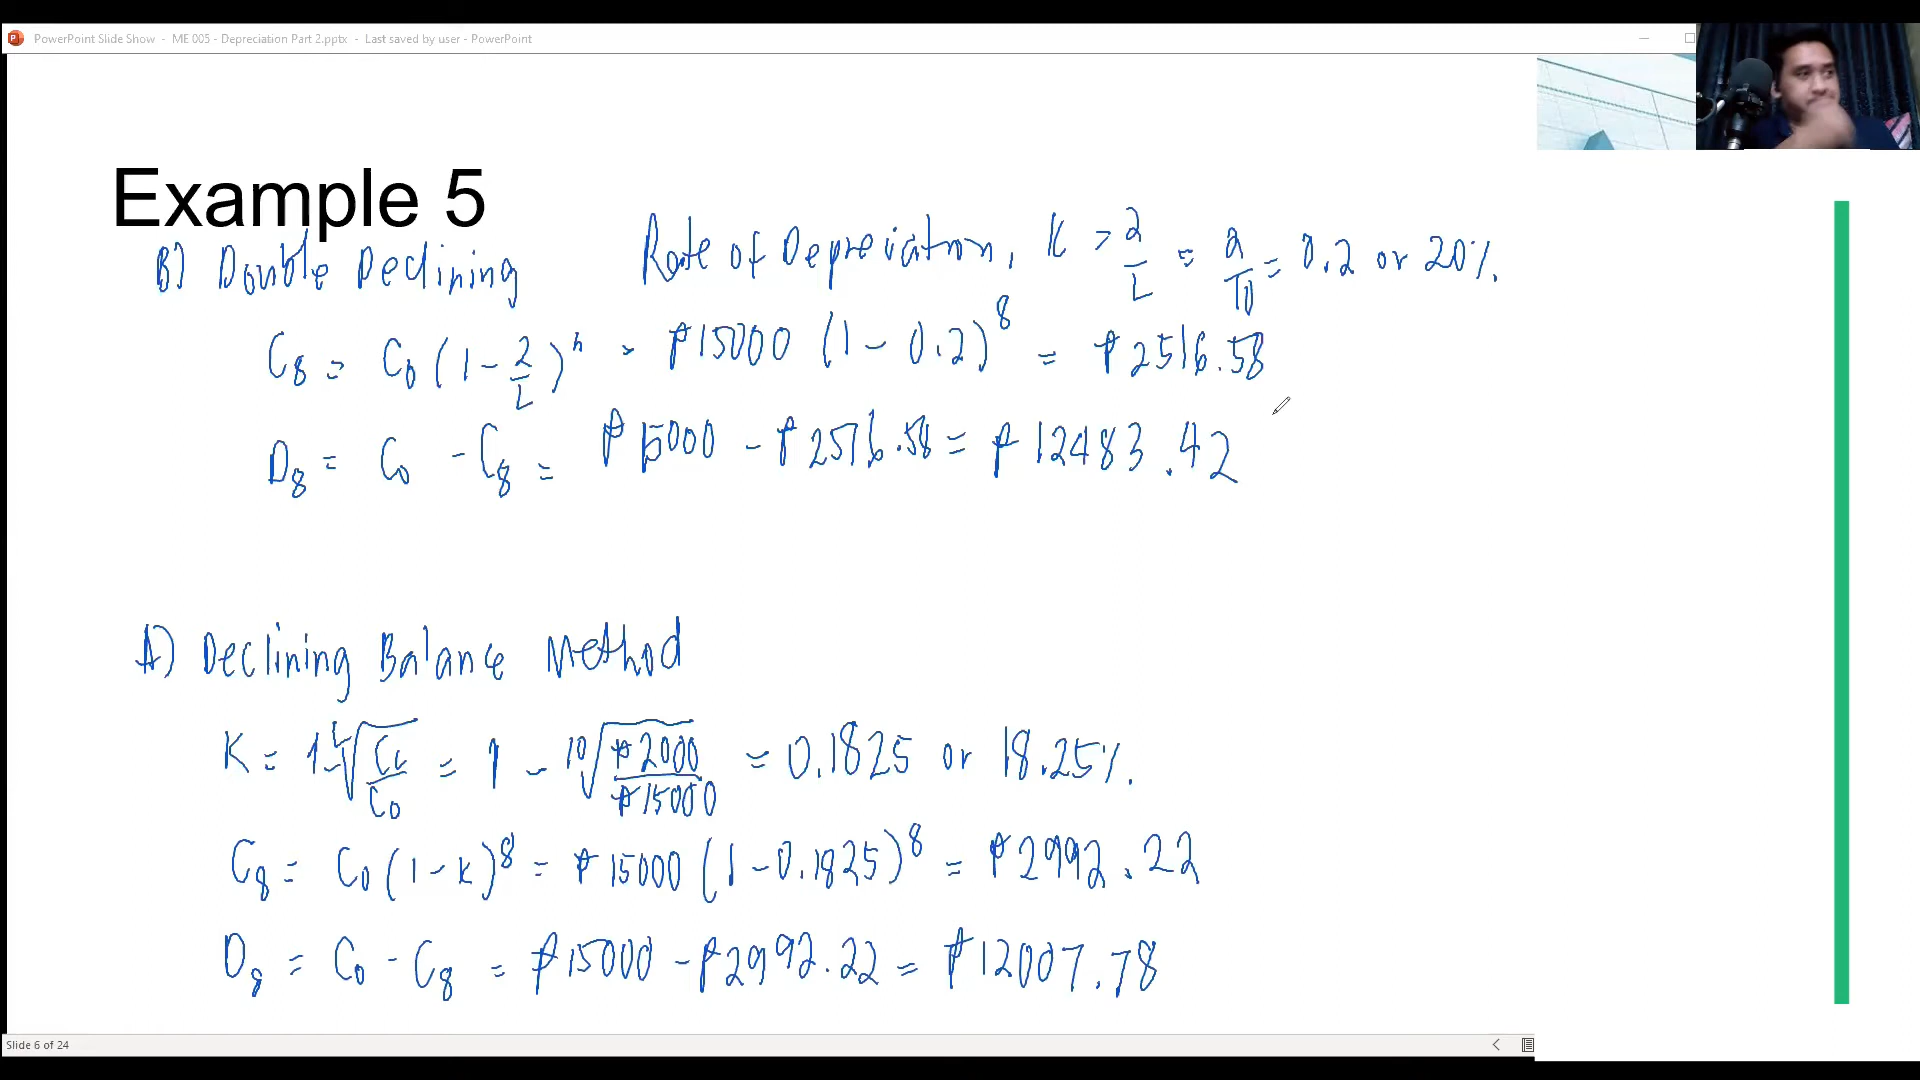 PowerPoint Slide Show - ME 005 - Depreciation Part 2.pptx - Last saved by user - PowerPoint
Example 5
B) Double Declining Rate of Depreciation, K = 2/L = 2/10 = 0.2 or 20%.
C₈ = C₀ (1 - 2/L)ⁿ = ₱15000 (1 - 0.2)⁸ = ₱2516.58
D₈ = C₀ - C₈ = ₱15000 - ₱2516.58 = ₱12483.42
A) Declining Balance Method
K = 1 - ᴸ√(C_L/C₀) = 1 - ¹⁰√(₱2000/₱15000) = 0.1825 or 18.25%.
C₈ = C₀ (1 - K)⁸ = ₱15000 (1 - 0.1825)⁸ = ₱2992.22
D₈ = C₀ - C₈ = ₱15000 - ₱2992.22 = ₱12007.78
Slide 6 of 24